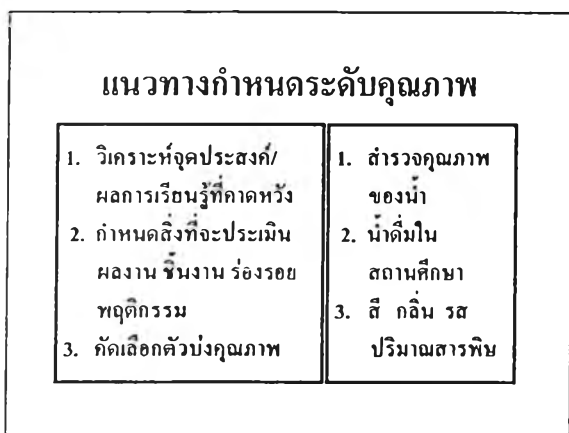 แนวทางกำหนดระดับคุณภาพ
1. วิเคราะห์จุดประสงค์/
ผลการเรียนรู้ที่คาดหวัง
2. กำหนดสิ่งที่จะประเมิน
ผลงาน ชิ้นงาน ร่องรอย
พฤติกรรม
3. คัดเลือกตัวบ่งคุณภาพ
1. สำรวจคุณภาพ
ของน้ำ
2. น้ำดื่มใน
สถานศึกษา
3. สี กลิ่น รส
ปริมาณสารพิษ